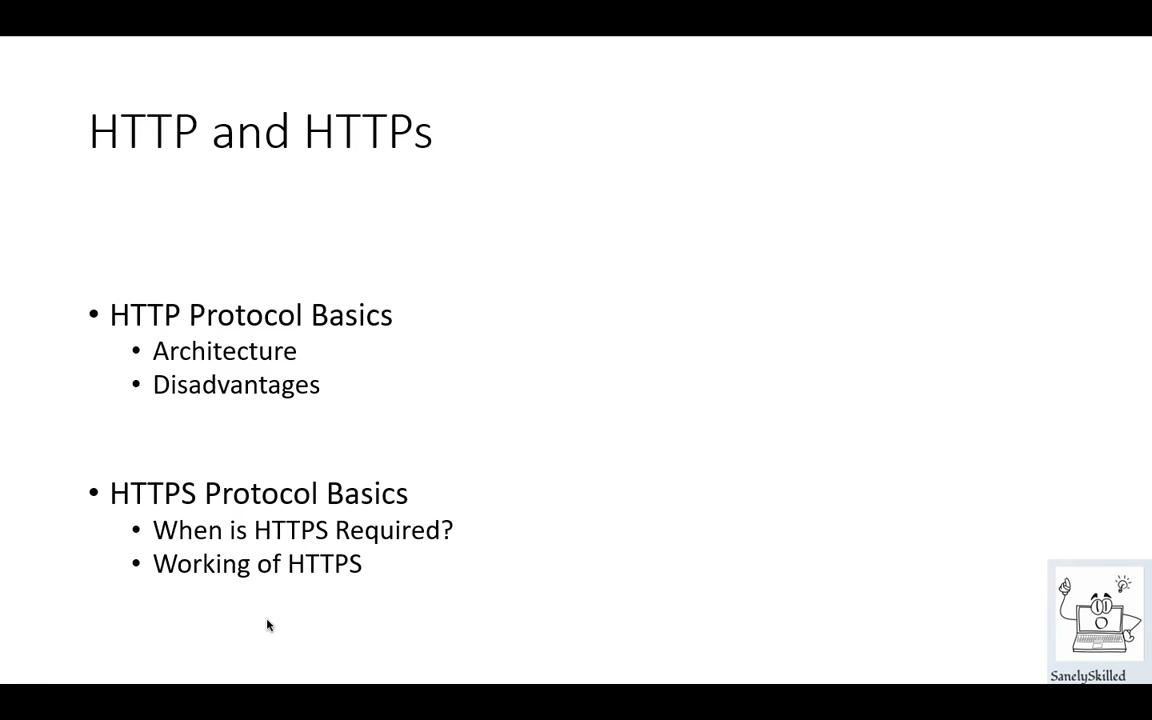 HTTP and HTTPs
• HTTP Protocol Basics
• Architecture
• Disadvantages
• HTTPS Protocol Basics
• When is HTTPS Required?
• Working of HTTPS
SanelySkilled